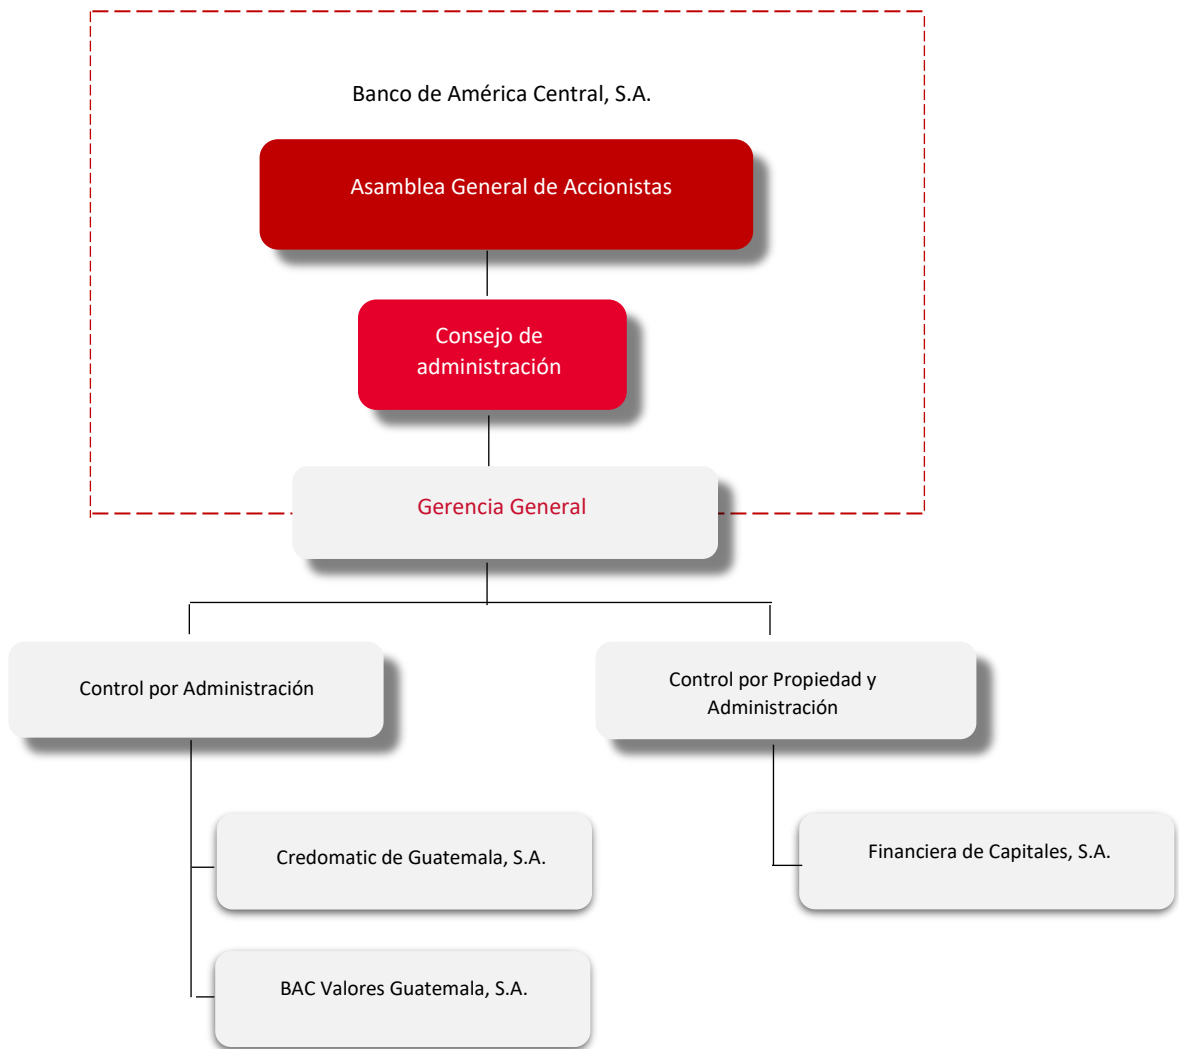 Banco de América Central, S.A.
Asamblea General de Accionistas
Consejo de
administración
Gerencia General
Control por Administración
Control por Propiedad y
Administración
Credomatic de Guatemala, S.A.
Financiera de Capitales, S.A.
BAC Valores Guatemala, S.A.